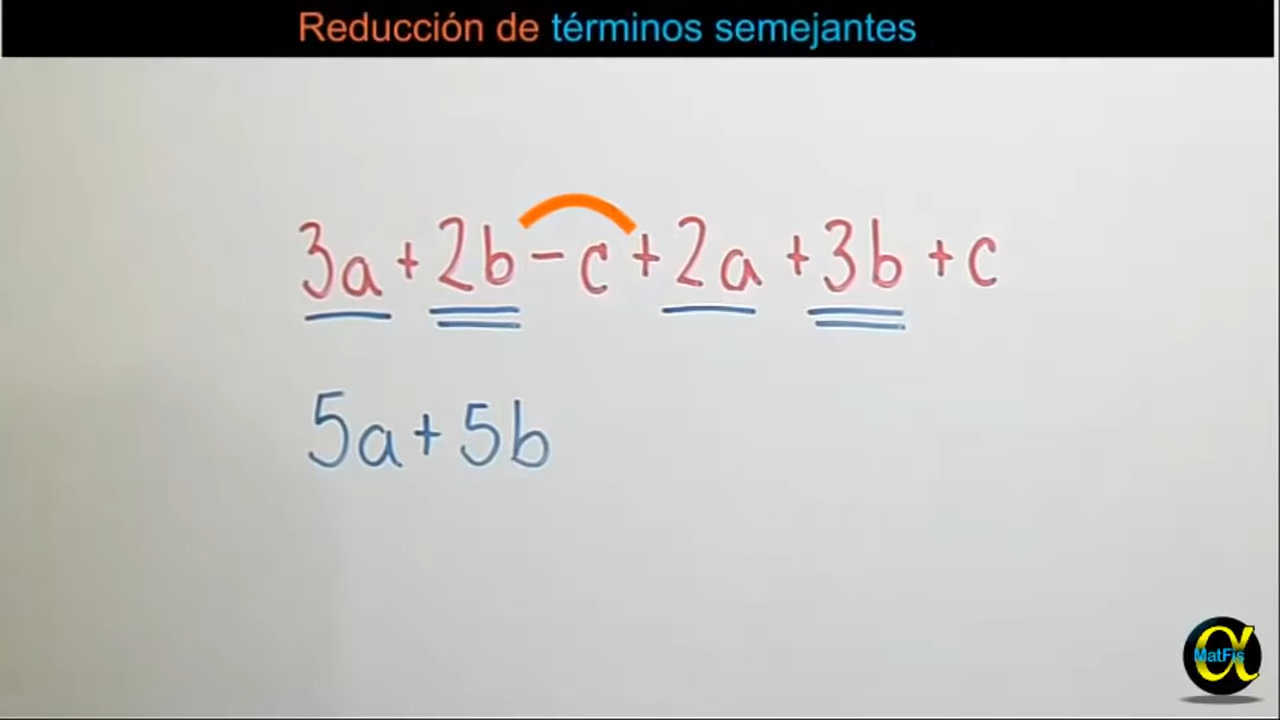 Reducción de términos semejantes
3a + 2b - c + 2a + 3b + c
5a + 5b
MatFis
α